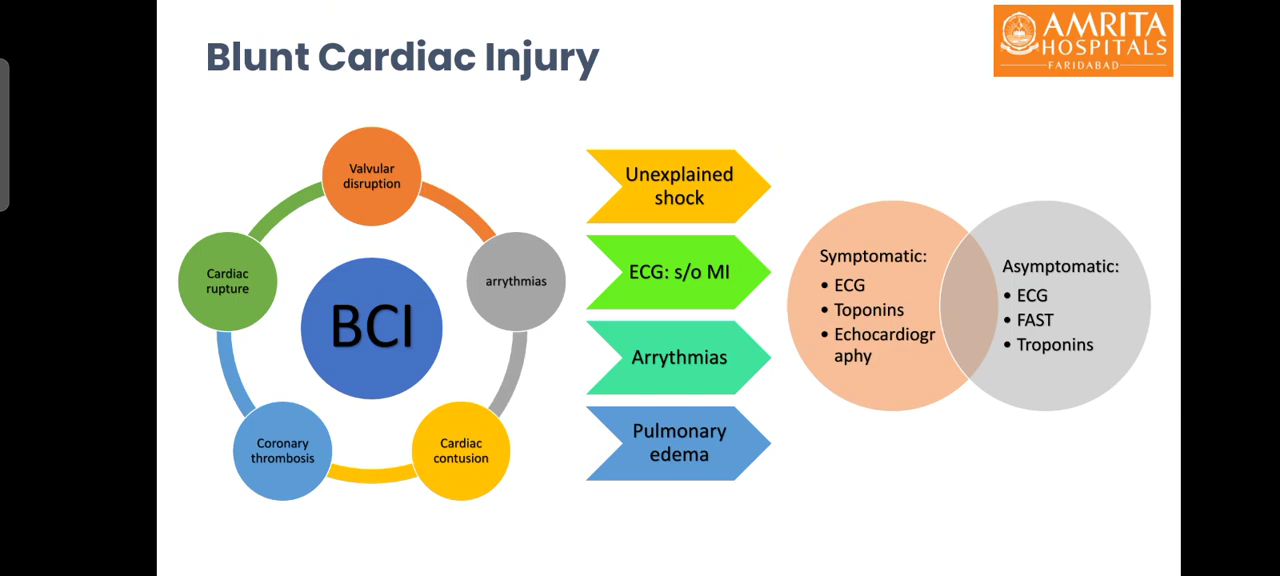 Blunt Cardiac Injury
AMRITA
HOSPITALS
FARIDABAD
Valvular
disruption
arrythmias
Cardiac
contusion
Coronary
thrombosis
Cardiac
rupture
BCI
Unexplained
shock
ECG: s/o MI
Arrythmias
Pulmonary
edema
Symptomatic:
• ECG
• Toponins
• Echocardiogr
aphy
Asymptomatic:
• ECG
• FAST
• Troponins